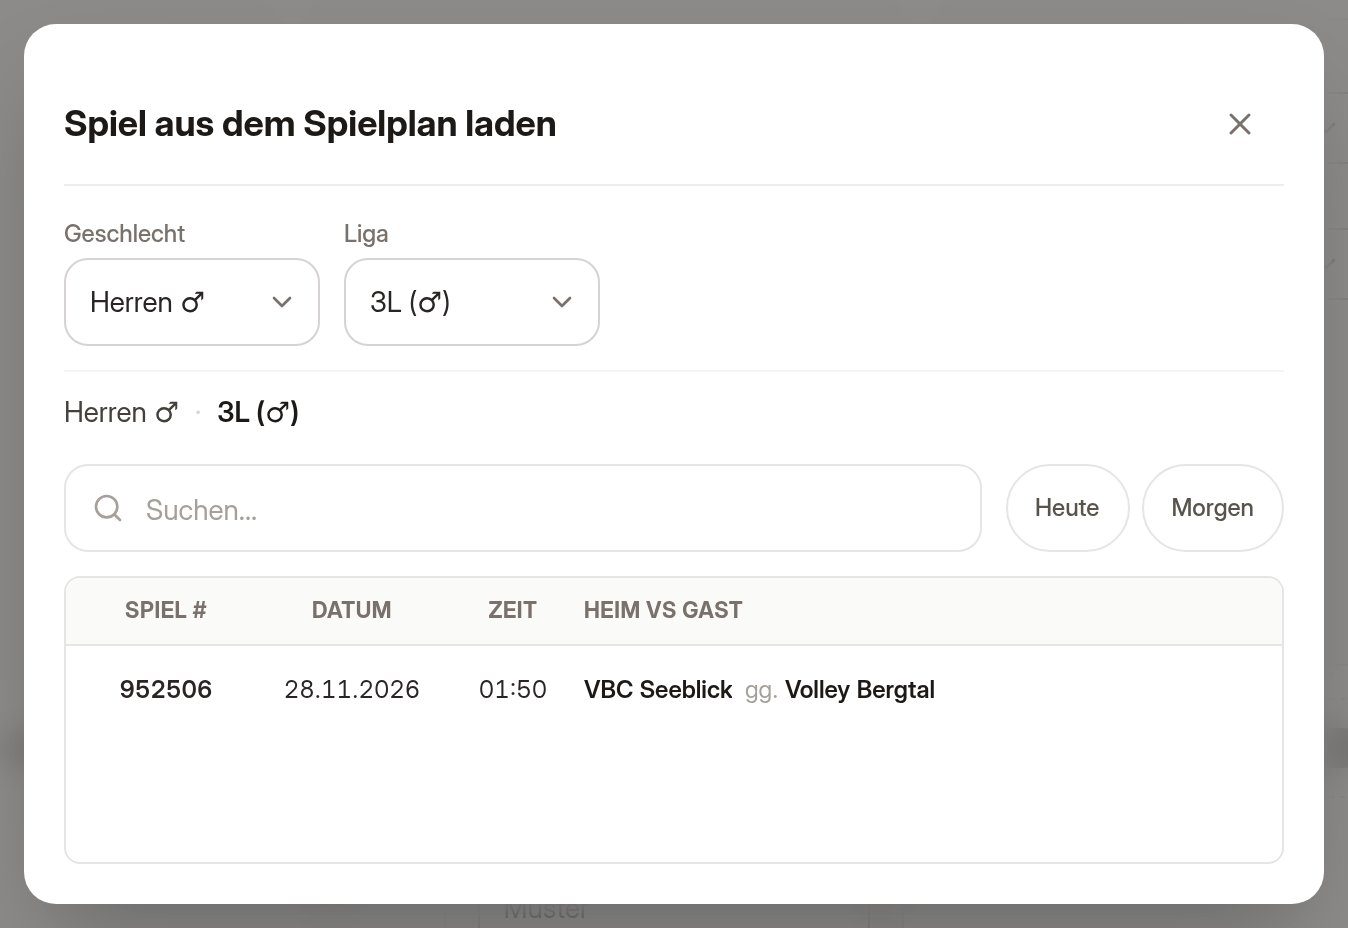 Spiel aus dem Spielplan laden
Geschlecht Liga
Herren ♂ 3L (♂)
Herren ♂ · 3L (♂)
Suchen... Heute Morgen
SPIEL # DATUM ZEIT HEIM VS GAST
952506 28.11.2026 01:50 VBC Seeblick gg. Volley Bergtal
Muster